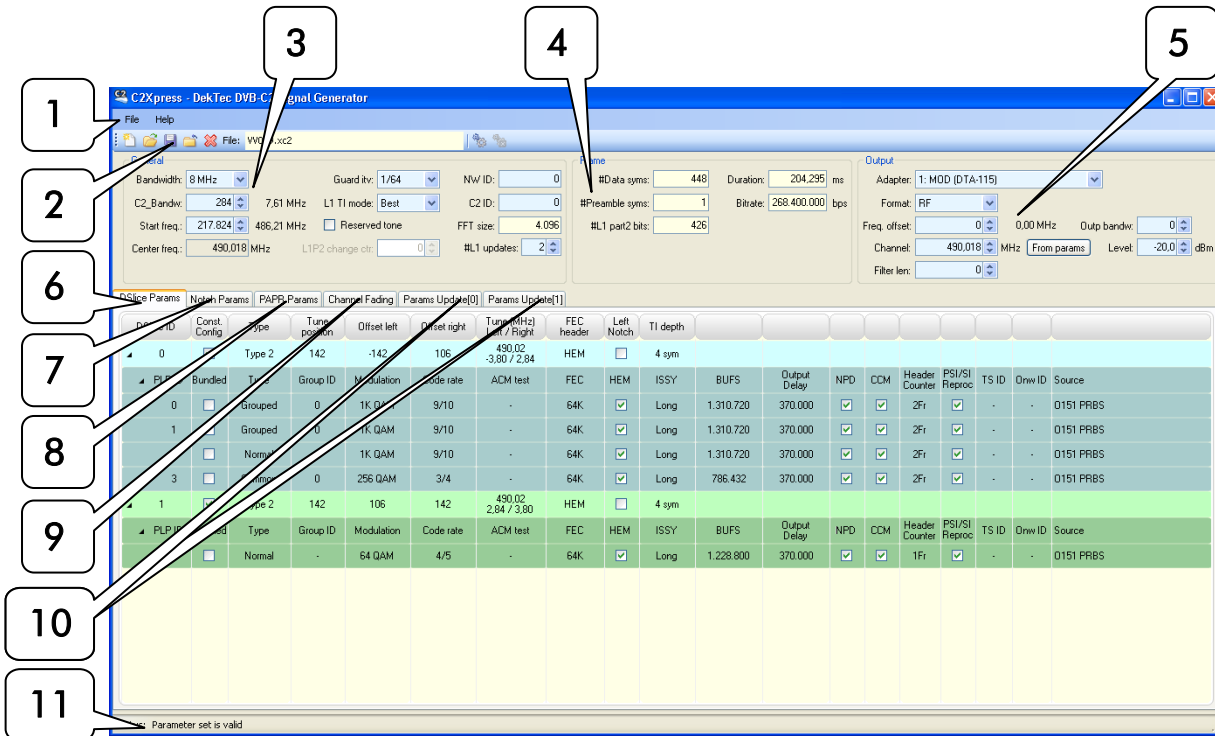 3
4
5
1
C2Xpress - DekTec DVB-C2 Signal Generator
File Help
File: .xc2
2
General
Frame
Output
Bandwidth: 8 MHz Guard itv: 1/64 NW ID: 0
#Data syms: 448 Duration: 204,295 ms
Adapter: 1: MOD (DTA-115)
C2_Bandw: 284 7,61 MHz L1 TI mode: Best C2 ID: 0
#Preamble syms: 1 Bitrate: 268.400.000 bps
Format: RF
Start freq.: 217.824 486,21 MHz Reserved tone FFT size: 4.096
#L1 part2 bits: 426
Freq. offset: 0 0,00 MHz Outp bandw: 0
Center freq.: 490,018 MHz L1P2 change ctr: 0 #L1 updates: 2
Channel: 490,018 MHz From params Level: -20,0 dBm
Filter len: 0
6
DSlice Params Notch Params PAPR Params Channel Fading Params Update[0] Params Update[1]
ID Const. Config Type Tune position Offset left Offset right Tune (MHz) Left / Right FEC header Left Notch TI depth
0 Type 2 142 -142 106 490,02 -3,80 / 2,84 HEM 4 sym
7
PLP ID Bundled Type Group ID Modulation Code rate ACM test FEC HEM ISSY BUFS Output Delay NPD CCM Header Counter PSI/SI Reproc TS ID Onw ID Source
0 Grouped 0 1K QAM 9/10 - 64K Long 1.310.720 370.000 2Fr - - O151 PRBS
1 Grouped 0 1K QAM 9/10 - 64K Long 1.310.720 370.000 2Fr - - O151 PRBS
8
Normal 1K QAM 9/10 - 64K Long 1.310.720 370.000 2Fr - - O151 PRBS
3 Common 0 256 QAM 3/4 - 64K Long 786.432 370.000 2Fr - - O151 PRBS
1 Type 2 142 106 142 490,02 2,84 / 3,80 HEM 4 sym
9
PLP ID Type Group ID Modulation Code rate ACM test FEC HEM ISSY BUFS Output Delay NPD CCM Header Counter PSI/SI Reproc TS ID Onw ID Source
Normal - 64 QAM 4/5 - 64K Long 1.228.800 370.000 1Fr - - O151 PRBS
10
11
Parameter set is valid